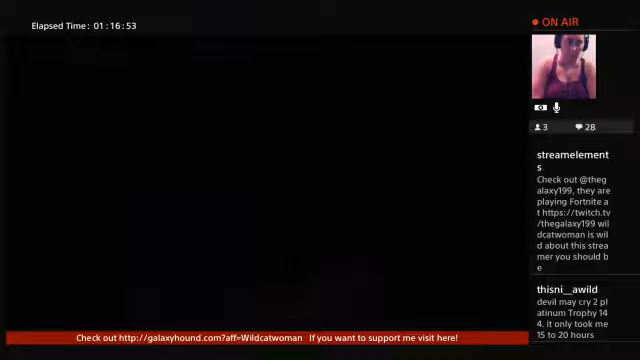 Elapsed Time: 01:16:53
ON AIR
3
28
streamelement
s
Check out @theg
alaxy199, they are
playing Fortnite a
t https://twitch.tv
/thegalaxy199 wil
dcatwoman is wil
d about this strea
mer you should b
e
thisni__awild
devil may cry 2 pl
atinum Trophy 14
4. it only took me
15 to 20 hours
Check out http://galaxyhound.com?aff=Wildcatwoman If you want to support me visit here!